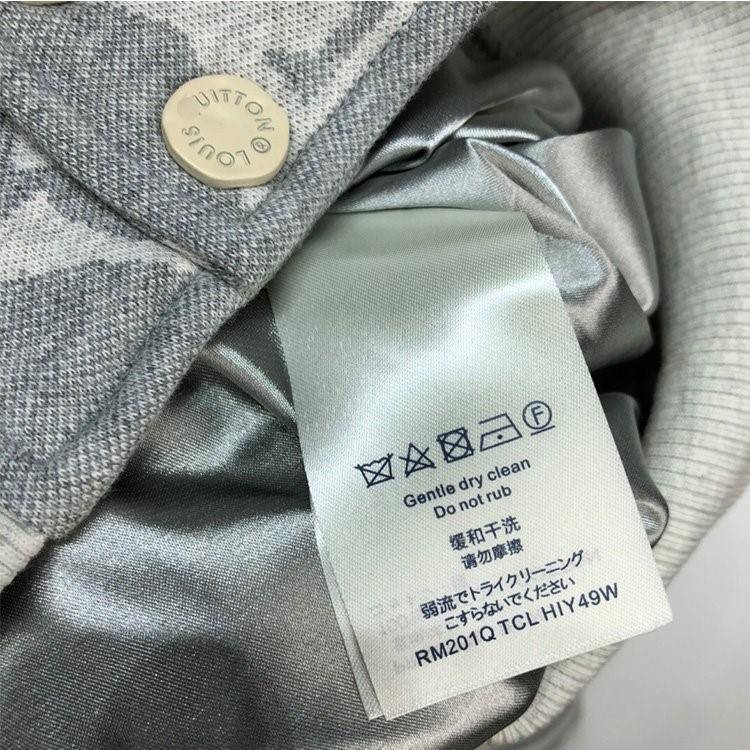 LOUIS VUITTON ®
F
Gentle dry clean
Do not rub
缓和干洗
请勿摩擦
弱流でトライクリーニング
こすらないでください
RM201Q TCL HIY49W